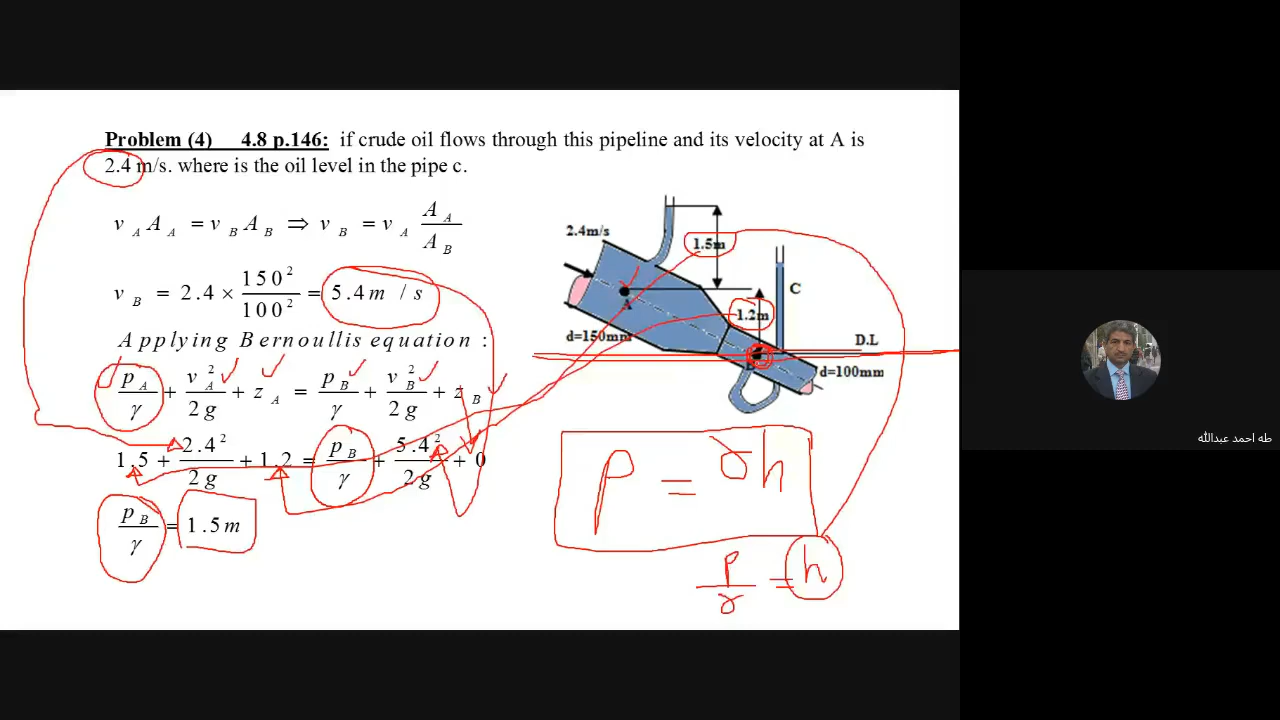 Problem (4) 4.8 p.146: if crude oil flows through this pipeline and its velocity at A is
2.4 m/s. where is the oil level in the pipe c.
v_A A_A = v_B A_B ⇒ v_B = v_A A_A / A_B
v_B = 2.4 × 150² / 100² = 5.4 m / s
Applying Bernoullis equation :
p_A / γ + v_A² / 2g + z_A = p_B / γ + v_B² / 2g + z_B
1.5 + 2.4² / 2g + 1.2 = p_B / γ + 5.4² / 2g + 0
p_B / γ = 1.5 m
2.4m/s
1.5m
A
C
1.2m
d=150mm
D.L
B
d=100mm
P = γh
P / γ = h
طه احمد عبدالله